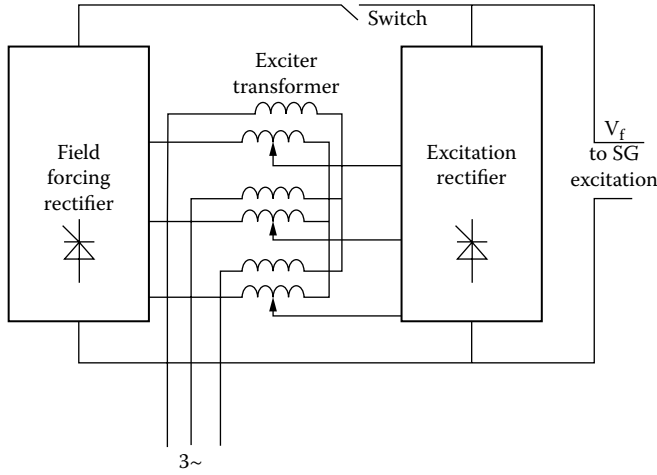 Switch
Exciter
transformer
Field
forcing
rectifier
Excitation
rectifier
V_f
to SG
excitation
3~